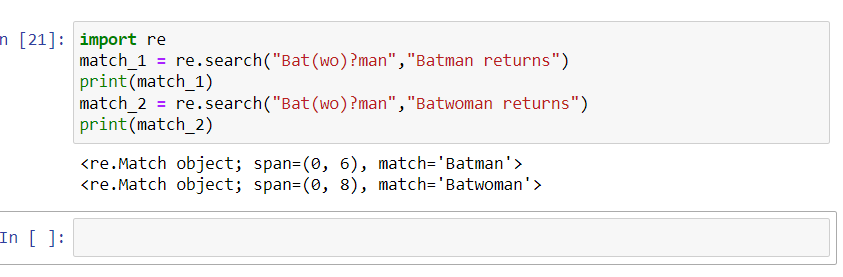 n [21]: import re
match_1 = re.search("Bat(wo)?man","Batman returns")
print(match_1)
match_2 = re.search("Bat(wo)?man","Batwoman returns")
print(match_2)
<re.Match object; span=(0, 6), match='Batman'>
<re.Match object; span=(0, 8), match='Batwoman'>
In [ ]: